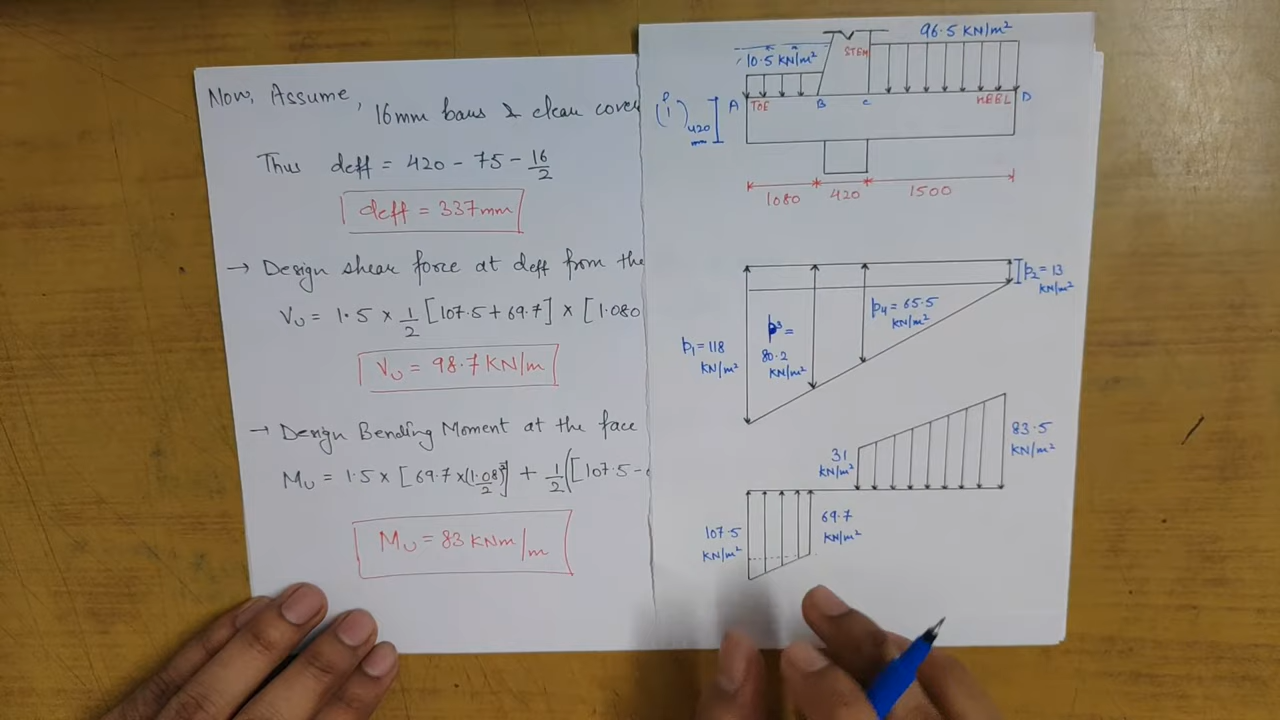 Now, Assume,
16mm bars & clear cover
Thus deff = 420 - 75 - 16/2
deff = 337mm
→ Design shear force at deff from the
VU = 1.5 × 1/2 [107.5 + 69.7] × [1.080
VU = 98.7 KN/m
→ Design Bending Moment at the face
MU = 1.5 × [69.7 × (1.08)²/2] + 1/2 ([107.5 -
MU = 83 KNm/m
96.5 KN/m²
10.5 KN/m²
STEM
A TOE B C HEEL D
420
mm
1080 420 1500
p2 = 13
KN/m²
p4 = 65.5
KN/m²
p3 =
80.2
KN/m²
p1 = 118
KN/m²
83.5
KN/m²
31
KN/m²
69.7
KN/m²
107.5
KN/m²